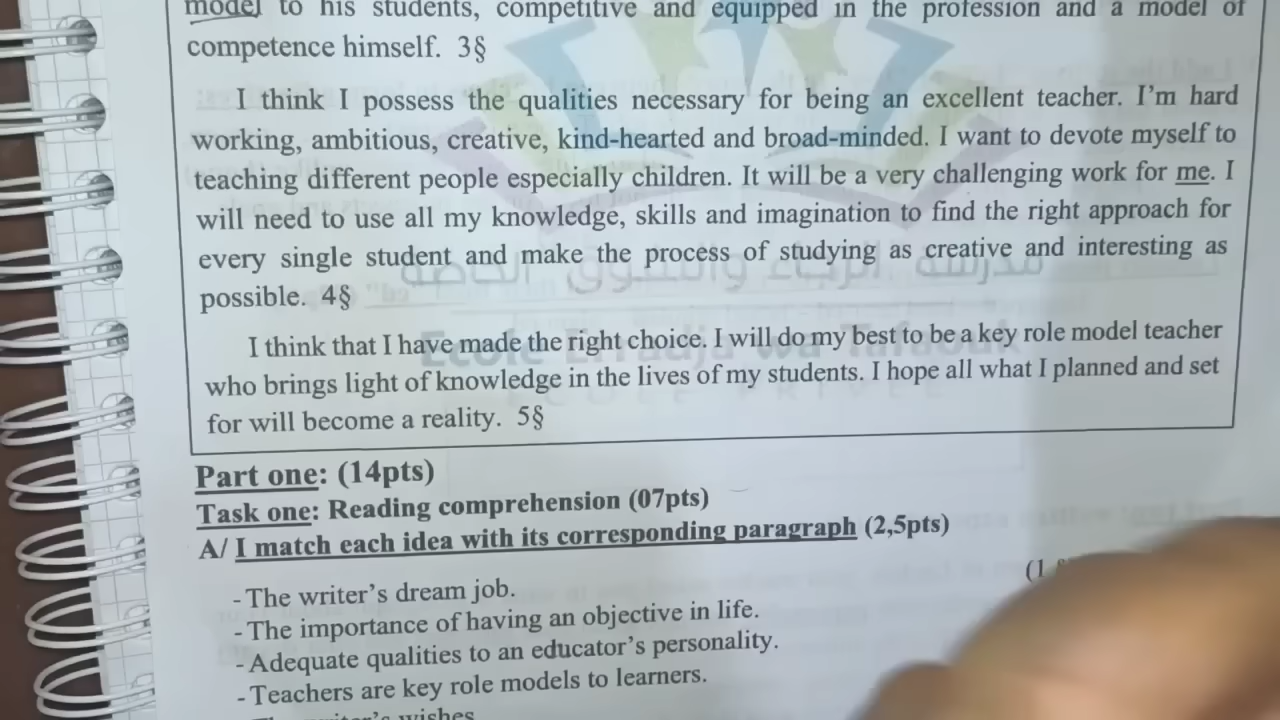 model to his students, competitive and equipped in the profession and a model of
competence himself. 3§
I think I possess the qualities necessary for being an excellent teacher. I'm hard
working, ambitious, creative, kind-hearted and broad-minded. I want to devote myself to
teaching different people especially children. It will be a very challenging work for me. I
will need to use all my knowledge, skills and imagination to find the right approach for
every single student and make the process of studying as creative and interesting as
possible. 4§
I think that I have made the right choice. I will do my best to be a key role model teacher
who brings light of knowledge in the lives of my students. I hope all what I planned and set
for will become a reality. 5§
Part one: (14pts)
Task one: Reading comprehension (07pts)
A/ I match each idea with its corresponding paragraph (2,5pts)
- The writer's dream job.
- The importance of having an objective in life.
- Adequate qualities to an educator's personality.
- Teachers are key role models to learners.
wishes